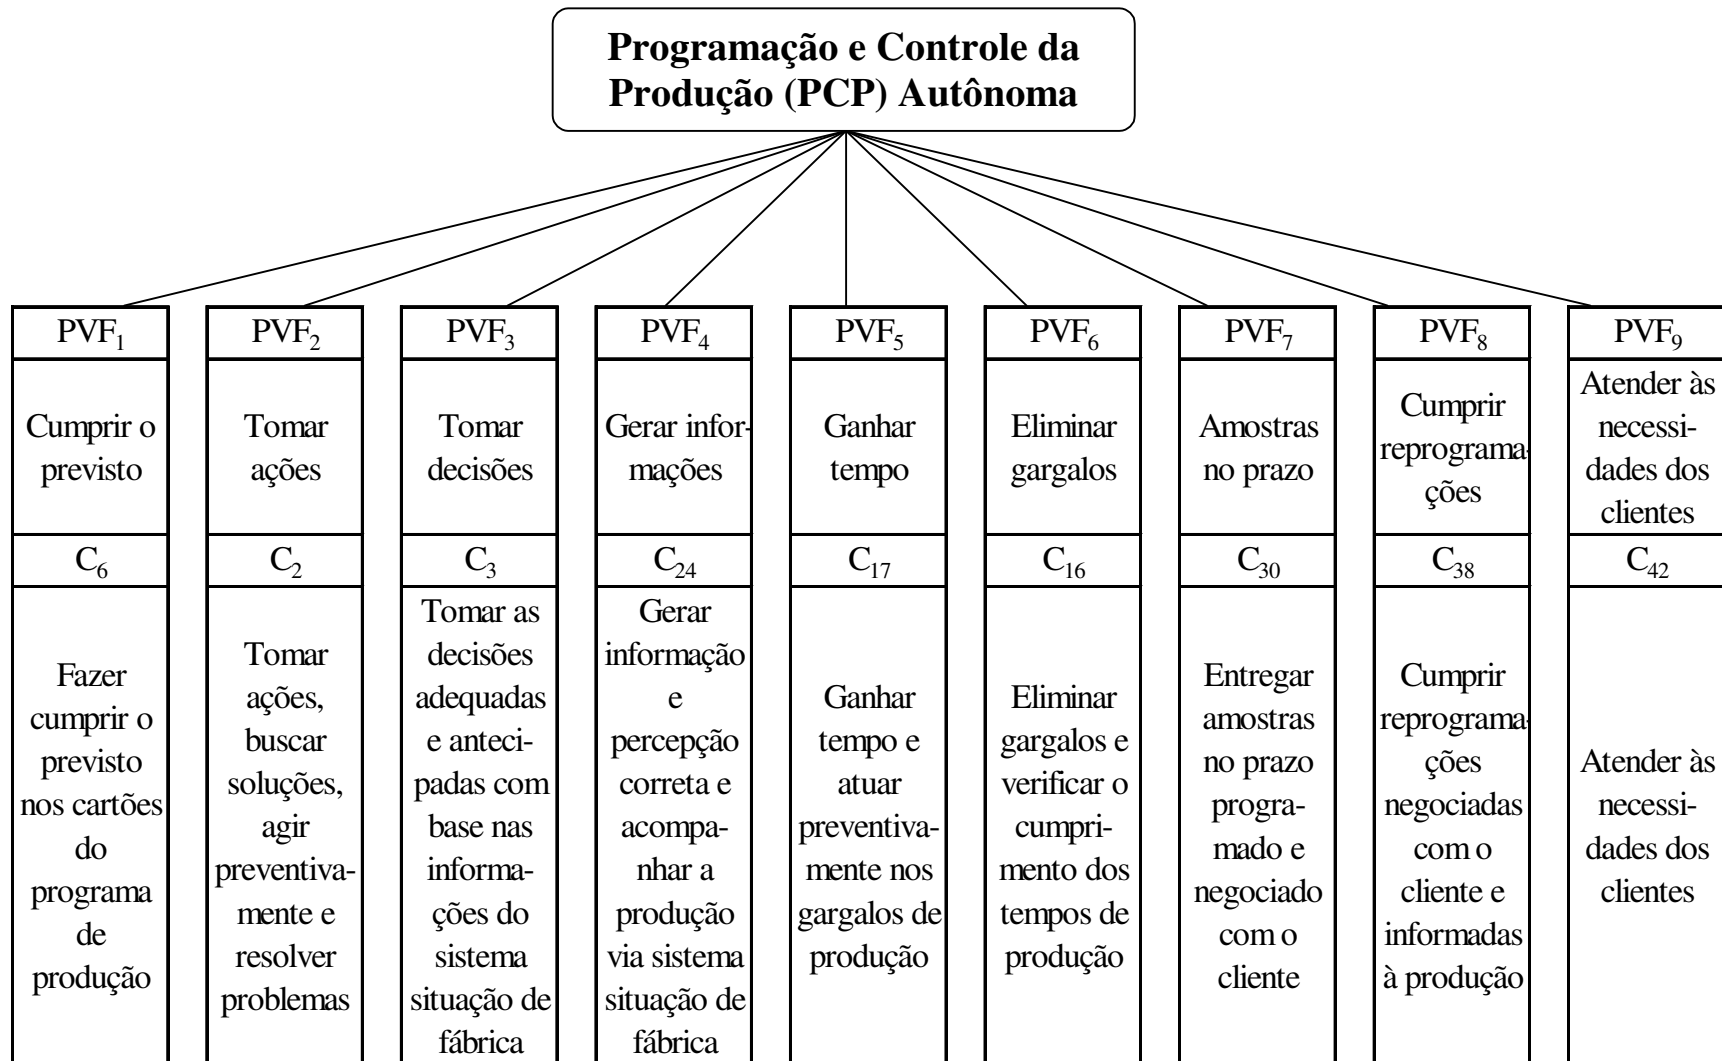 Programação e Controle da
Produção (PCP) Autônoma
PVF₁
Cumprir o
previsto
C₆
Fazer
cumprir o
previsto
nos cartões
do
programa
de
produção
PVF₂
Tomar
ações
C₂
Tomar
ações,
buscar
soluções,
agir
preventiva-
mente e
resolver
problemas
PVF₃
Tomar
decisões
C₃
Tomar as
decisões
adequadas
e anteci-
padas com
base nas
informa-
ções do
sistema
situação de
fábrica
PVF₄
Gerar infor-
mações
C₂₄
Gerar
informação
e
percepção
correta e
acompa-
nhar a
produção
via sistema
situação de
fábrica
PVF₅
Ganhar
tempo
C₁₇
Ganhar
tempo e
atuar
preventiva-
mente nos
gargalos de
produção
PVF₆
Eliminar
gargalos
C₁₆
Eliminar
gargalos e
verificar o
cumpri-
mento dos
tempos de
produção
PVF₇
Amostras
no prazo
C₃₀
Entregar
amostras
no prazo
progra-
mado e
negociado
com o
cliente
PVF₈
Cumprir
reprograma-
ções
C₃₈
Cumprir
reprograma-
ções
negociadas
com o
cliente e
informadas
à produção
PVF₉
Atender às
necessi-
dades dos
clientes
C₄₂
Atender às
necessi-
dades dos
clientes